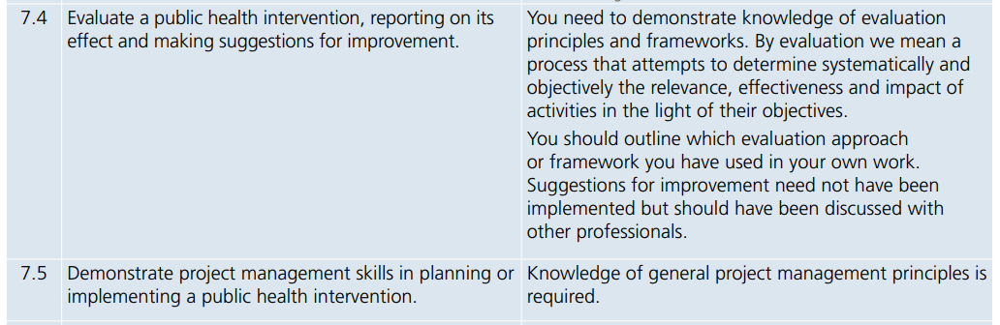 7.4 Evaluate a public health intervention, reporting on its
effect and making suggestions for improvement.
You need to demonstrate knowledge of evaluation
principles and frameworks. By evaluation we mean a
process that attempts to determine systematically and
objectively the relevance, effectiveness and impact of
activities in the light of their objectives.
You should outline which evaluation approach
or framework you have used in your own work.
Suggestions for improvement need not have been
implemented but should have been discussed with
other professionals.
7.5 Demonstrate project management skills in planning or
implementing a public health intervention.
Knowledge of general project management principles is
required.